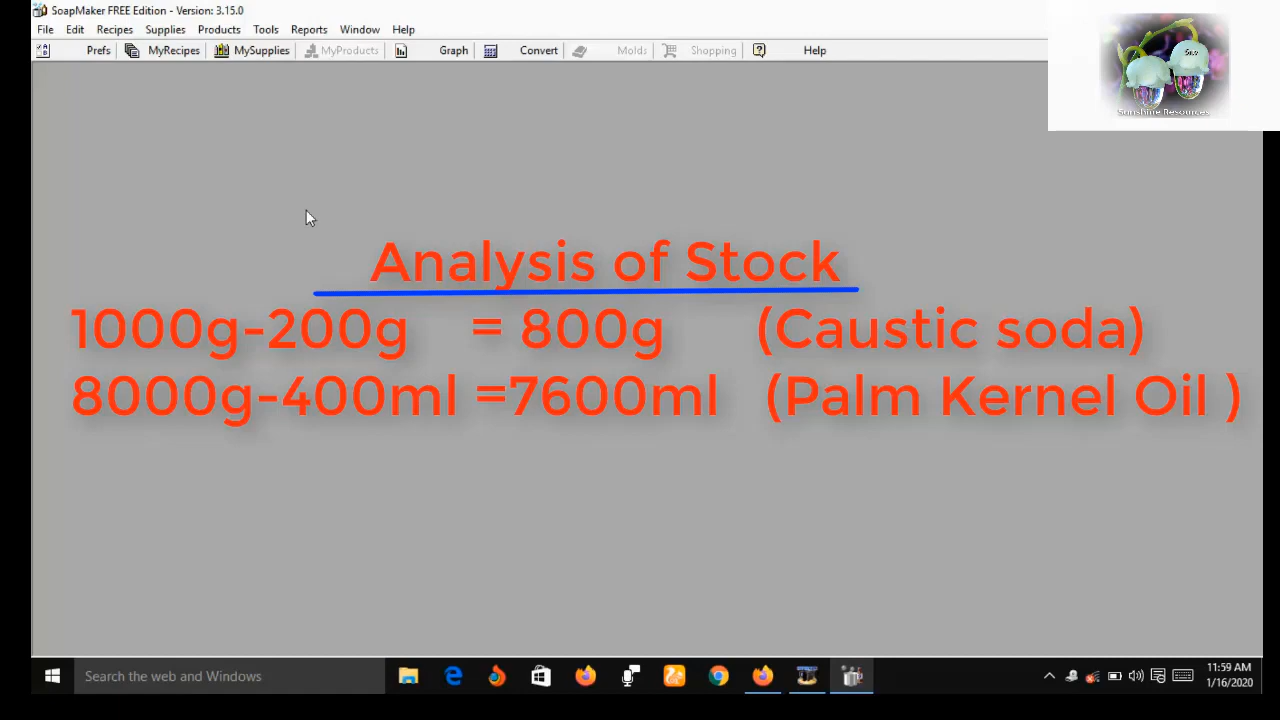 SoapMaker FREE Edition - Version: 3.15.0
File Edit Recipes Supplies Products Tools Reports Window Help
Prefs MyRecipes MySupplies MyProducts Graph Convert Molds Shopping Help
Sunshine Resources
Analysis of Stock
1000g-200g = 800g (Caustic soda)
8000g-400ml =7600ml (Palm Kernel Oil )
Search the web and Windows
11:59 AM
1/16/2020